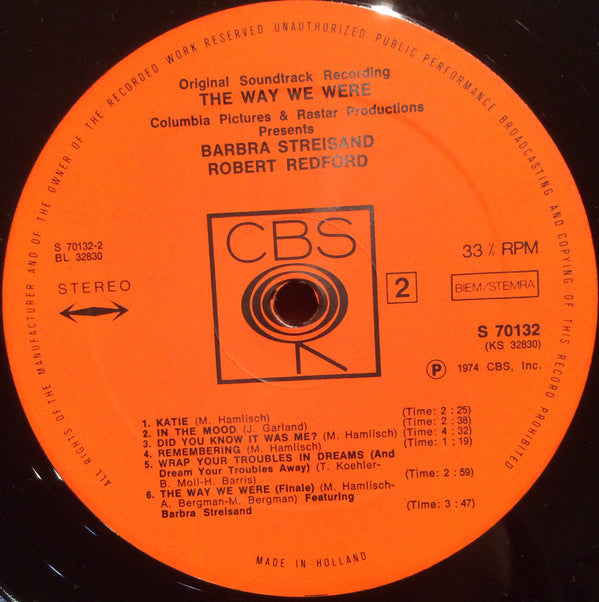 ALL RIGHTS OF THE MANUFACTURER AND OF THE OWNER OF THE RECORDED WORK RESERVED UNAUTHORIZED PUBLIC PERFORMANCE BROADCASTING AND COPYING OF THIS RECORD PROHIBITED
Original Soundtrack Recording
THE WAY WE WERE
Columbia Pictures & Rastar Productions
Presents
BARBRA STREISAND
ROBERT REDFORD
S 70132-2
BL 32830
STEREO
CBS
2
33⅓ RPM
BIEM/STEMRA
S 70132
(KS 32830)
℗ 1974 CBS, Inc.
1. KATIE (M. Hamlisch) (Time: 2 : 25)
2. IN THE MOOD (J. Garland) (Time: 2 : 38)
3. DID YOU KNOW IT WAS ME? (M. Hamlisch) (Time: 4 : 32)
4. REMEMBERING (M. Hamlisch) (Time: 1 : 19)
5. WRAP YOUR TROUBLES IN DREAMS (And
Dream Your Troubles Away) (T. Koehler-
B. Moll-H. Barris) (Time: 2 : 59)
6. THE WAY WE WERE (Finale) (M. Hamlisch-
A. Bergman-M. Bergman) Featuring
Barbra Streisand (Time: 3 : 47)
MADE IN HOLLAND